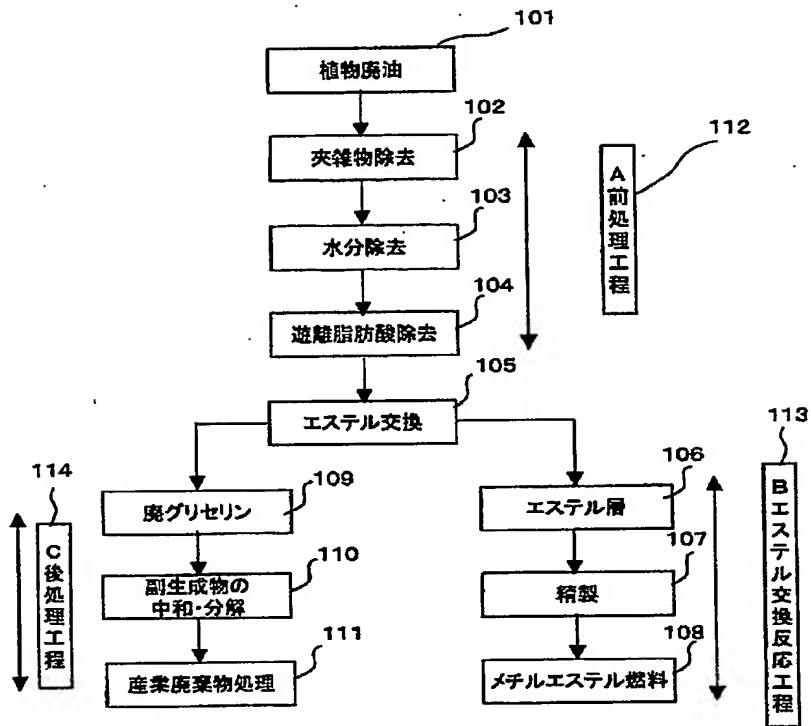 101
植物廃油
102
夾雑物除去
103
水分除去
104
遊離脂肪酸除去
112
A前処理工程
105
エステル交換
109
廃グリセリン
110
副生成物の
中和・分解
111
産業廃棄物処理
114
C後処理工程
106
エステル層
107
精製
108
メチルエステル燃料
113
Bエステル交換反応工程